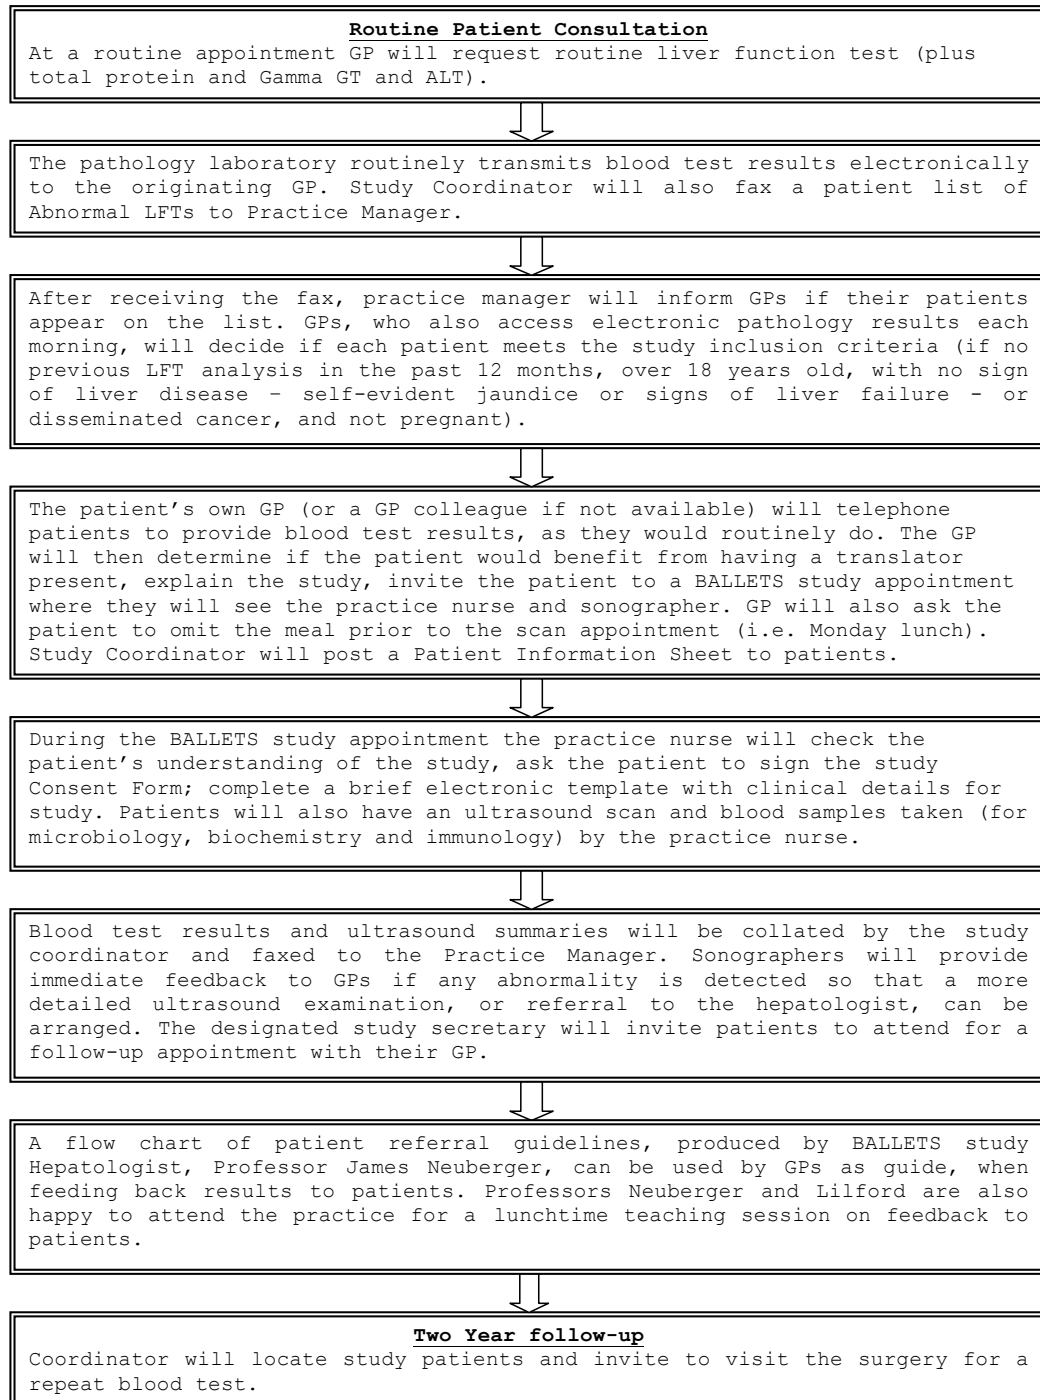 Routine Patient Consultation
At a routine appointment GP will request routine liver function test (plus
total protein and Gamma GT and ALT).
The pathology laboratory routinely transmits blood test results electronically
to the originating GP. Study Coordinator will also fax a patient list of
Abnormal LFTs to Practice Manager.
After receiving the fax, practice manager will inform GPs if their patients
appear on the list. GPs, who also access electronic pathology results each
morning, will decide if each patient meets the study inclusion criteria (if no
previous LFT analysis in the past 12 months, over 18 years old, with no sign
of liver disease – self-evident jaundice or signs of liver failure - or
disseminated cancer, and not pregnant).
The patient’s own GP (or a GP colleague if not available) will telephone
patients to provide blood test results, as they would routinely do. The GP
will then determine if the patient would benefit from having a translator
present, explain the study, invite the patient to a BALLETS study appointment
where they will see the practice nurse and sonographer. GP will also ask the
patient to omit the meal prior to the scan appointment (i.e. Monday lunch).
Study Coordinator will post a Patient Information Sheet to patients.
During the BALLETS study appointment the practice nurse will check the
patient’s understanding of the study, ask the patient to sign the study
Consent Form; complete a brief electronic template with clinical details for
study. Patients will also have an ultrasound scan and blood samples taken (for
microbiology, biochemistry and immunology) by the practice nurse.
Blood test results and ultrasound summaries will be collated by the study
coordinator and faxed to the Practice Manager. Sonographers will provide
immediate feedback to GPs if any abnormality is detected so that a more
detailed ultrasound examination, or referral to the hepatologist, can be
arranged. The designated study secretary will invite patients to attend for a
follow-up appointment with their GP.
A flow chart of patient referral guidelines, produced by BALLETS study
Hepatologist, Professor James Neuberger, can be used by GPs as guide, when
feeding back results to patients. Professors Neuberger and Lilford are also
happy to attend the practice for a lunchtime teaching session on feedback to
patients.
Two Year follow-up
Coordinator will locate study patients and invite to visit the surgery for a
repeat blood test.